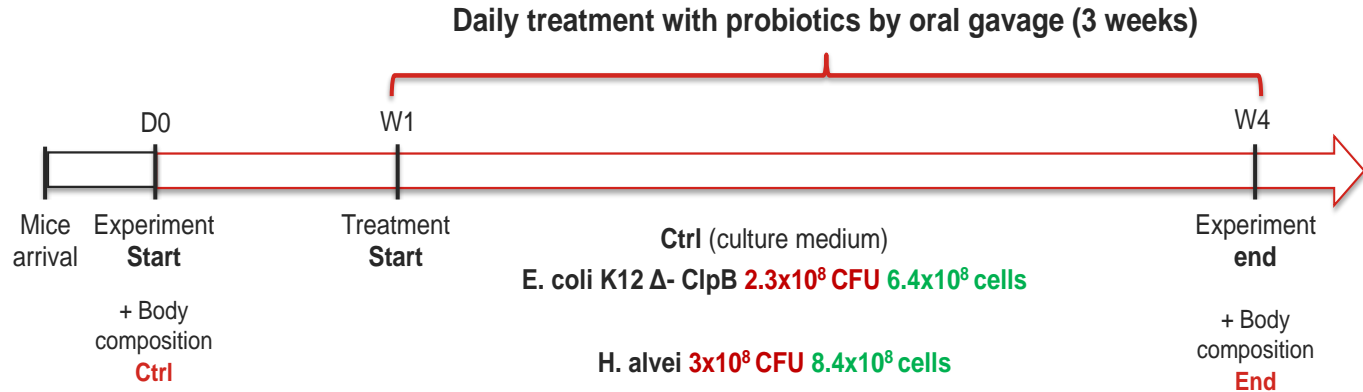 Daily treatment with probiotics by oral gavage (3 weeks)
D0
W1
W4
Mice
arrival
Experiment
Start
+ Body
composition
Ctrl
Treatment
Start
Ctrl (culture medium)
E. coli K12 Δ- ClpB 2.3x10⁸ CFU 6.4x10⁸ cells
H. alvei 3x10⁸ CFU 8.4x10⁸ cells
Experiment
end
+ Body
composition
End